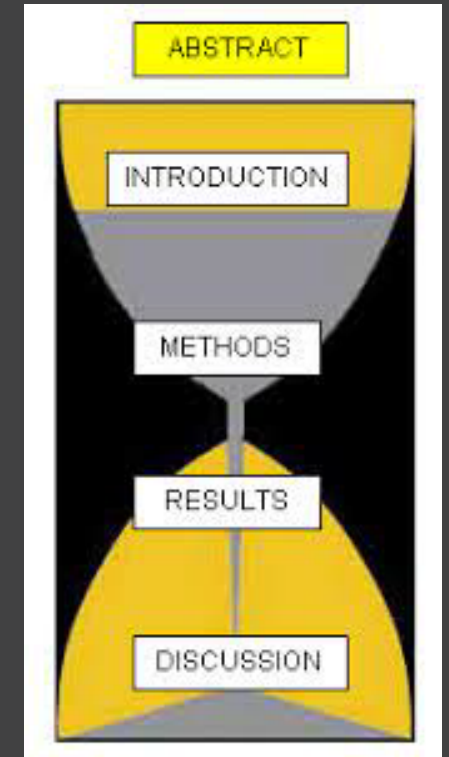 ABSTRACT
INTRODUCTION
METHODS
RESULTS
DISCUSSION